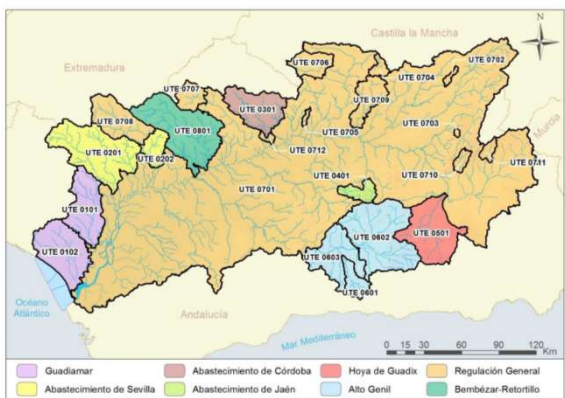 N
Castilla la Mancha
Extremadura
UTE 0702
UTE 0706
UTE 0704
UTE 0707
UTE 0709
UTE 0301
UTE 0708
UTE 0703
UTE 0801
UTE 0705
Murcia
UTE 0201
UTE 0202
UTE 0712
UTE 0711
UTE 0401
UTE 0710
UTE 0701
UTE 0101
UTE 0501
UTE 0602
UTE 0102
UTE 0603
UTE 0601
Océano
Atlántico
Andalucía
Mar Mediterráneo
0 15 30 60 90 120
Km
Guadiamar
Abastecimiento de Córdoba
Hoya de Guadix
Regulación General
Abastecimiento de Sevilla
Abastecimiento de Jaén
Alto Genil
Bembézar-Retortillo